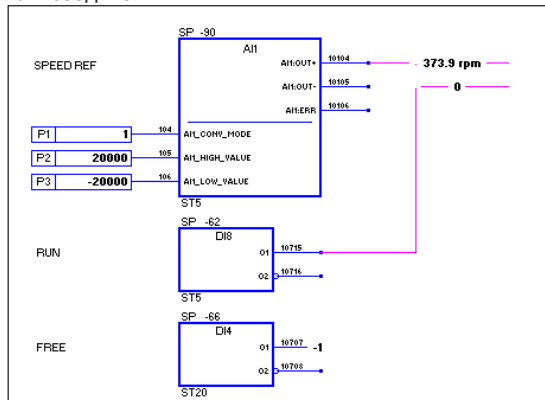 SP -90
AI1
SPEED REF
AI1:OUT+ 10104 373.9 rpm
AI1:OUT- 10105 0
AI1:ERR 10106
P1 1 104 AI1_CONV_MODE
P2 20000 105 AI1_HIGH_VALUE
P3 -20000 106 AI1_LOW_VALUE
ST5
SP -62
DI8
RUN O1 10715
O2 10716
ST5
SP -66
DI4
FREE O1 10707 -1
O2 10708
ST20